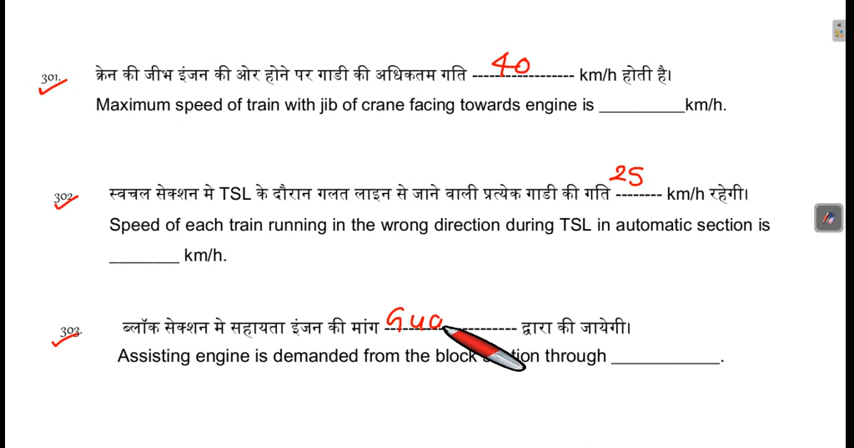 301. क्रेन की जीभ इंजन की ओर होने पर गाडी की अधिकतम गति 40 km/h होती है।
Maximum speed of train with jib of crane facing towards engine is _________km/h.
302. स्वचल सेक्शन मे TSL के दौरान गलत लाइन से जाने वाली प्रत्येक गाडी की गति 25 km/h रहेगी।
Speed of each train running in the wrong direction during TSL in automatic section is
________ km/h.
303. ब्लॉक सेक्शन मे सहायता इंजन की मांग Gua द्वारा की जायेगी।
Assisting engine is demanded from the block through ____________.